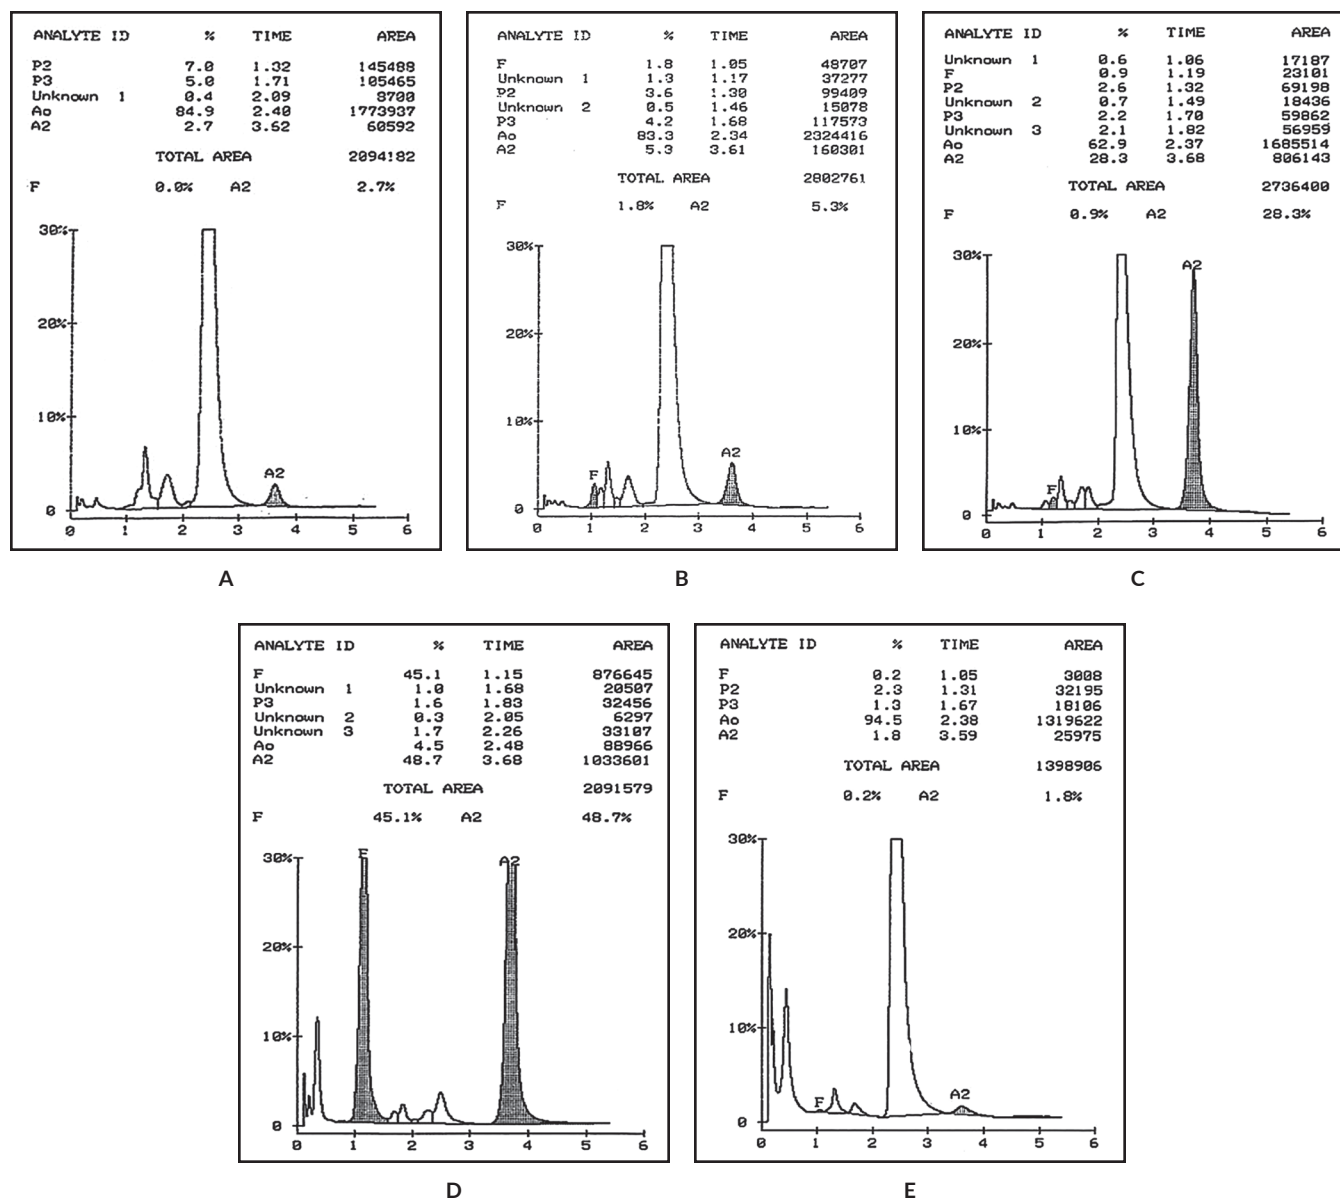 ANALYTE ID % TIME AREA
P2 7.0 1.32 145488
P3 5.0 1.71 105465
Unknown 1 0.4 2.09 8700
Ao 84.9 2.40 1773937
A2 2.7 3.62 60592
TOTAL AREA 2094182
F 0.0% A2 2.7%
30%
20%
10%
0
A2
0 1 2 3 4 5 6
A
ANALYTE ID % TIME AREA
F 1.8 1.05 48707
Unknown 1 1.3 1.17 37277
P2 3.6 1.30 99409
Unknown 2 0.5 1.46 15078
P3 4.2 1.68 117573
Ao 83.3 2.34 2324416
A2 5.3 3.61 160301
TOTAL AREA 2802761
F 1.8% A2 5.3%
30%
20%
10%
0
F A2
0 1 2 3 4 5 6
B
ANALYTE ID % TIME AREA
Unknown 1 0.6 1.06 17187
F 0.9 1.19 23101
P2 2.6 1.32 69198
Unknown 2 0.7 1.49 18436
P3 2.2 1.70 59862
Unknown 3 2.1 1.82 56959
Ao 62.9 2.37 1685514
A2 28.3 3.68 806143
TOTAL AREA 2736400
F 0.9% A2 28.3%
30%
20%
10%
0
F A2
0 1 2 3 4 5 6
C
ANALYTE ID % TIME AREA
F 45.1 1.15 876645
Unknown 1 1.0 1.68 20507
P3 1.6 1.83 32456
Unknown 2 0.3 2.05 6297
Unknown 3 1.7 2.26 33107
Ao 4.5 2.48 88966
A2 48.7 3.68 1033601
TOTAL AREA 2091579
F 45.1% A2 48.7%
30%
20%
10%
0
F A2
0 1 2 3 4 5 6
D
ANALYTE ID % TIME AREA
F 0.2 1.05 3008
P2 2.3 1.31 32195
P3 1.3 1.67 18106
Ao 94.5 2.38 1319622
A2 1.8 3.59 25975
TOTAL AREA 1398906
F 0.2% A2 1.8%
30%
20%
10%
0
F A2
0 1 2 3 4 5 6
E